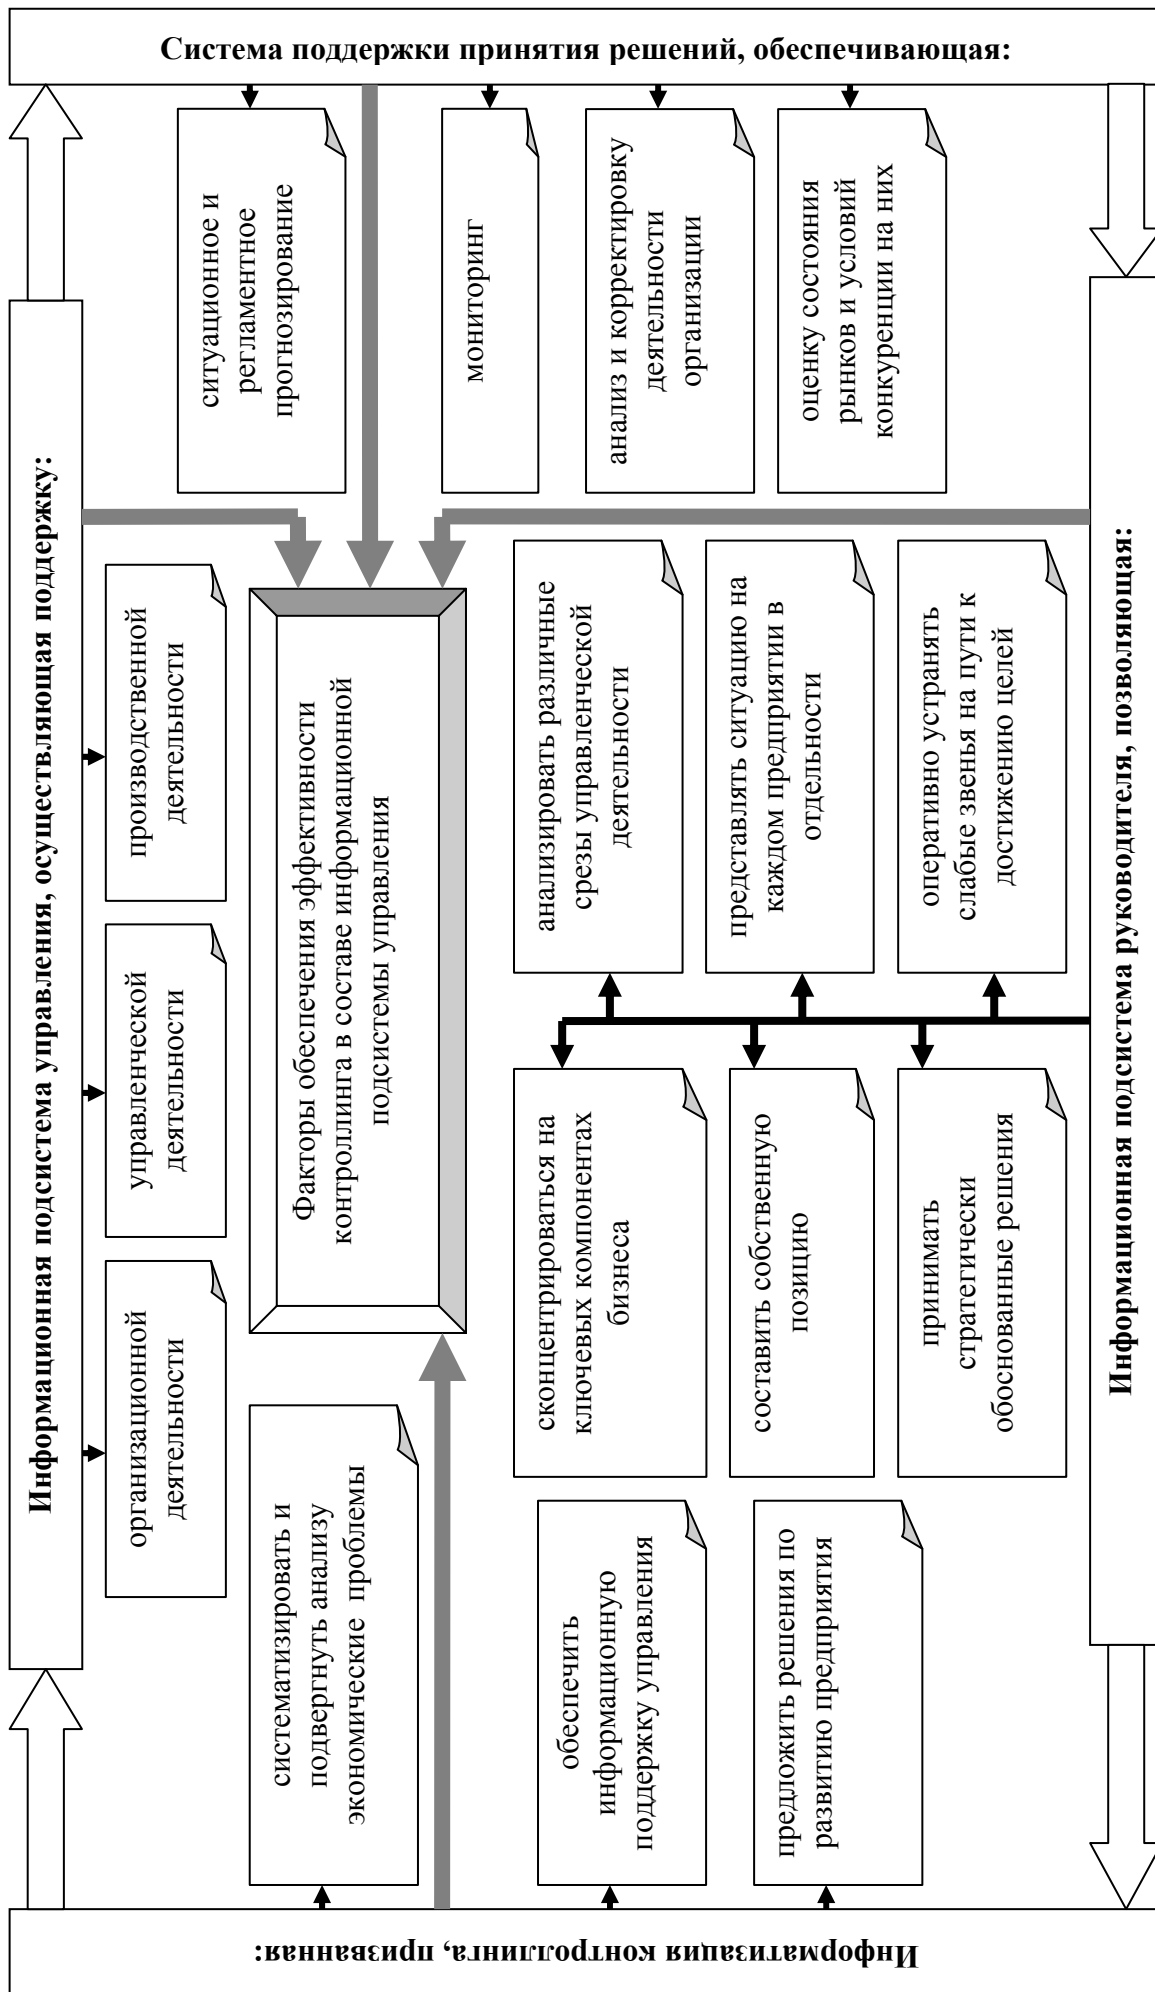 Система поддержки принятия решений, обеспечивающая:
Информационная подсистема управления, осуществляющая поддержку:
организационной
деятельности
управленческой
деятельности
производственной
деятельности
ситуационное и
регламентное
прогнозирование
мониторинг
анализ и корректировку
деятельности
организации
оценку состояния
рынков и условий
конкуренции на них
Факторы обеспечения эффективности
контроллинга в составе информационной
подсистемы управления
систематизировать и
подвергнуть анализу
экономические проблемы
обеспечить
информационную
поддержку управления
предложить решения по
развитию предприятия
сконцентрироваться на
ключевых компонентах
бизнеса
составить собственную
позицию
принимать
стратегически
обоснованные решения
анализировать различные
срезы управленческой
деятельности
представлять ситуацию на
каждом предприятии в
отдельности
оперативно устранять
слабые звенья на пути к
достижению целей
Информационная подсистема руководителя, позволяющая:
Информатизация контроллинга, призванная: